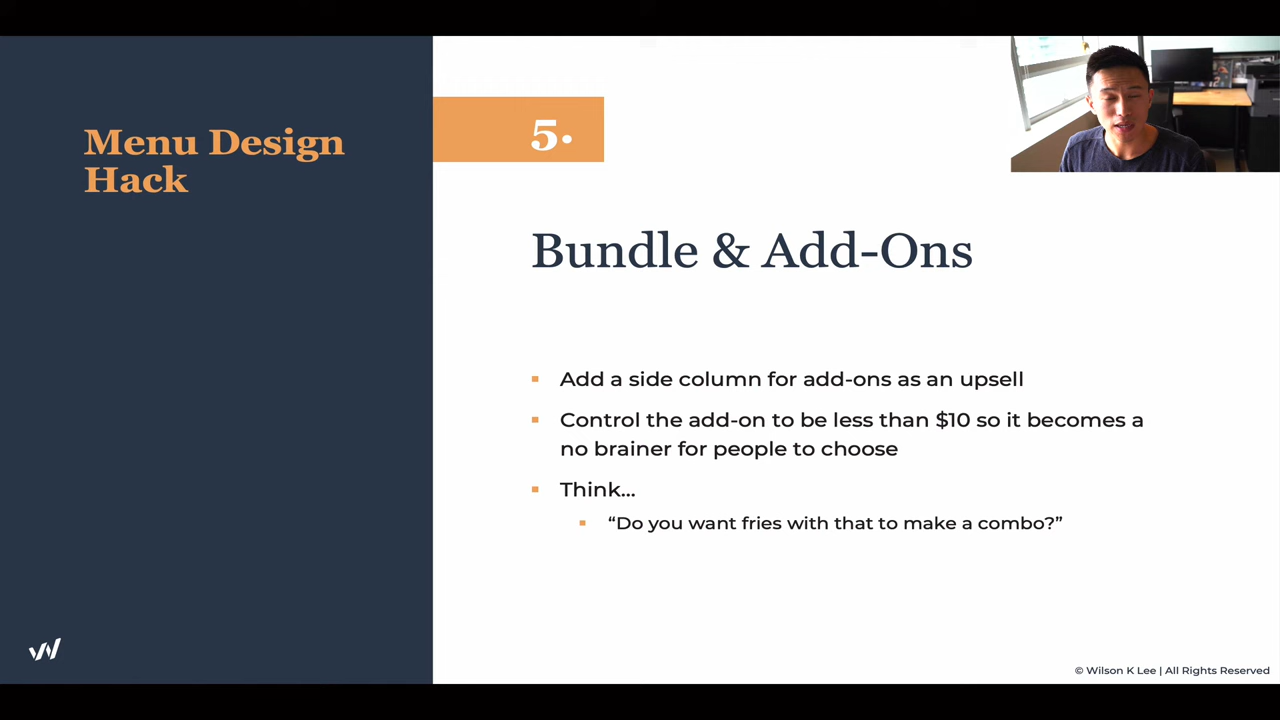 Menu Design
Hack
5.
Bundle & Add-Ons
Add a side column for add-ons as an upsell
Control the add-on to be less than $10 so it becomes a
no brainer for people to choose
Think...
“Do you want fries with that to make a combo?”
© Wilson K Lee | All Rights Reserved